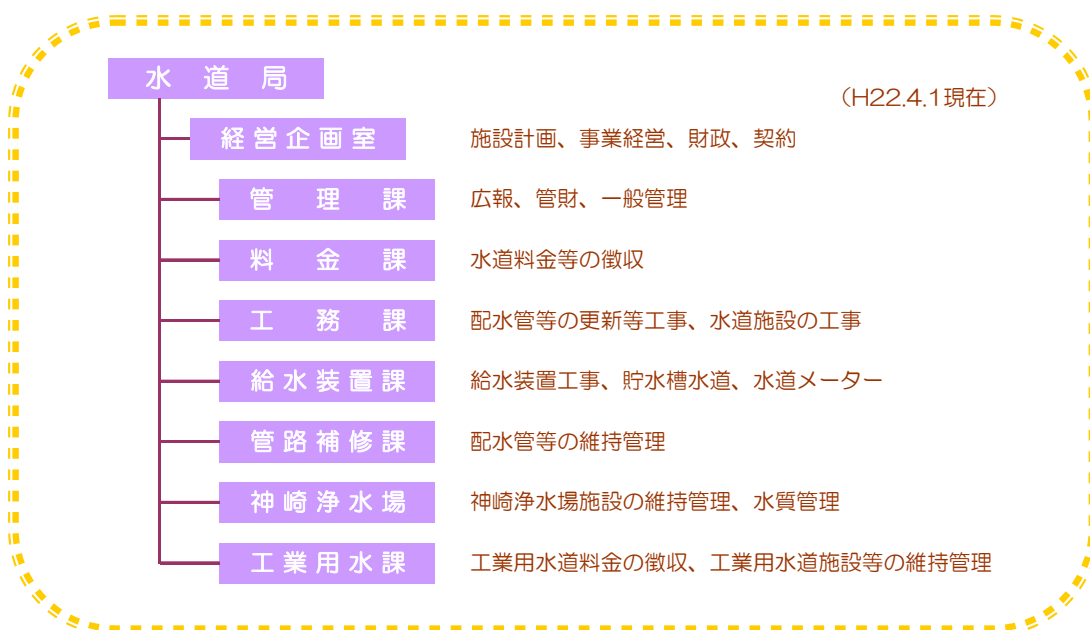 水道局
（H22.4.1現在）
経営企画室 施設計画、事業経営、財政、契約
管理課 広報、管財、一般管理
料金課 水道料金等の徴収
工務課 配水管等の更新等工事、水道施設の工事
給水装置課 給水装置工事、貯水槽水道、水道メーター
管路補修課 配水管等の維持管理
神崎浄水場 神崎浄水場施設の維持管理、水質管理
工業用水課 工業用水道料金の徴収、工業用水道施設等の維持管理